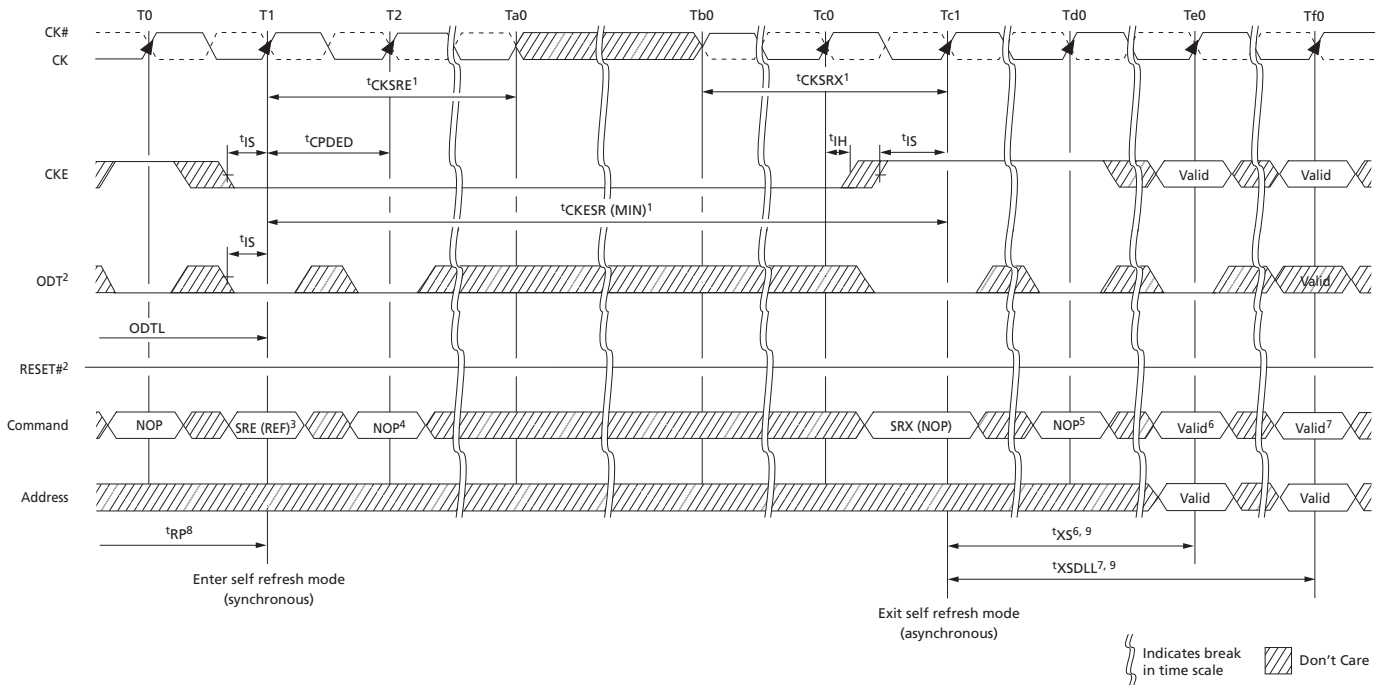 T0 T1 T2 Ta0 Tb0 Tc0 Tc1 Td0 Te0 Tf0
CK#
CK
tCKSRE1 tCKSRX1
tIS tCPDED tIH tIS
CKE Valid Valid
tCKESR (MIN)1
tIS
ODT2 Valid
ODTL
RESET#2
Command NOP SRE (REF)3 NOP4 SRX (NOP) NOP5 Valid6 Valid7
Address Valid Valid
tRP8 tXS6, 9
tXSDLL7, 9
Enter self refresh mode
(synchronous)
Exit self refresh mode
(asynchronous)
Indicates break
in time scale
Don't Care